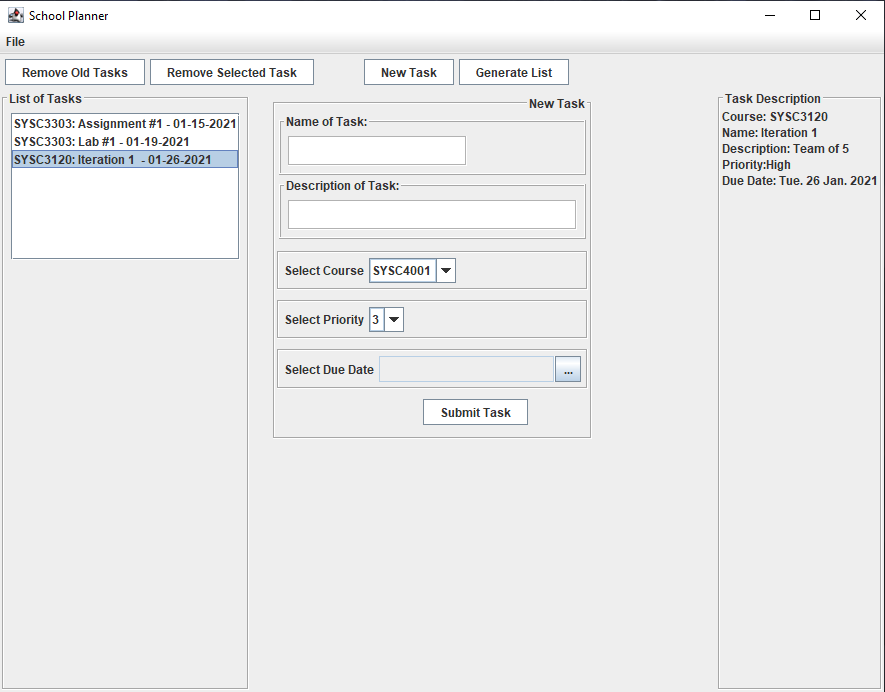 School Planner
File
Remove Old Tasks
Remove Selected Task
New Task
Generate List
List of Tasks
SYSC3303: Assignment #1 - 01-15-2021
SYSC3303: Lab #1 - 01-19-2021
SYSC3120: Iteration 1  - 01-26-2021
New Task
Name of Task:
Description of Task:
Select Course SYSC4001
Select Priority 3
Select Due Date ...
Submit Task
Task Description
Course: SYSC3120
Name: Iteration 1
Description: Team of 5
Priority:High
Due Date: Tue. 26 Jan. 2021